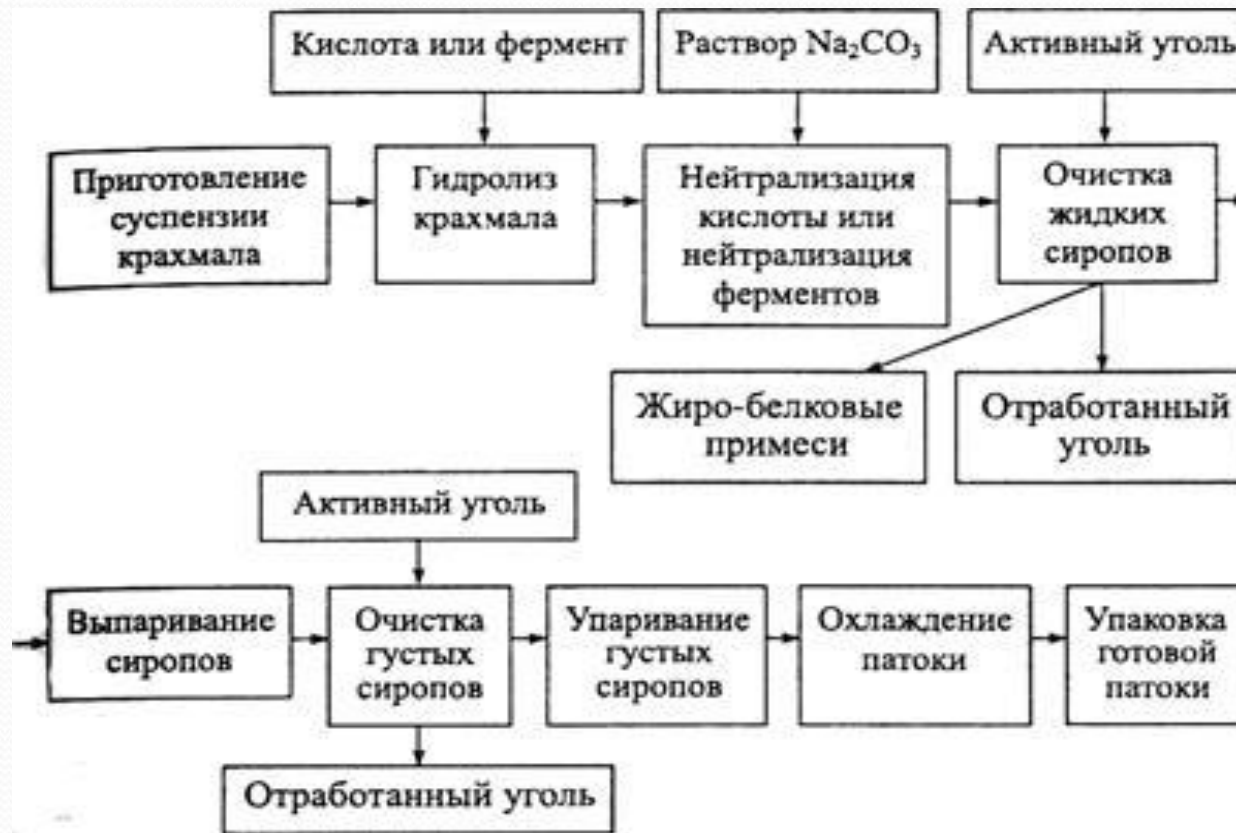 Кислота или фермент
Раствор Na₂CO₃
Активный уголь
Приготовление
суспензии
крахмала
Гидролиз
крахмала
Нейтрализация
кислоты или
нейтрализация
ферментов
Очистка
жидких
сиропов
Жиро-белковые
примеси
Отработанный
уголь
Активный уголь
Выпаривание
сиропов
Очистка
густых
сиропов
Упаривание
густых
сиропов
Охлаждение
патоки
Упаковка
готовой
патоки
Отработанный уголь